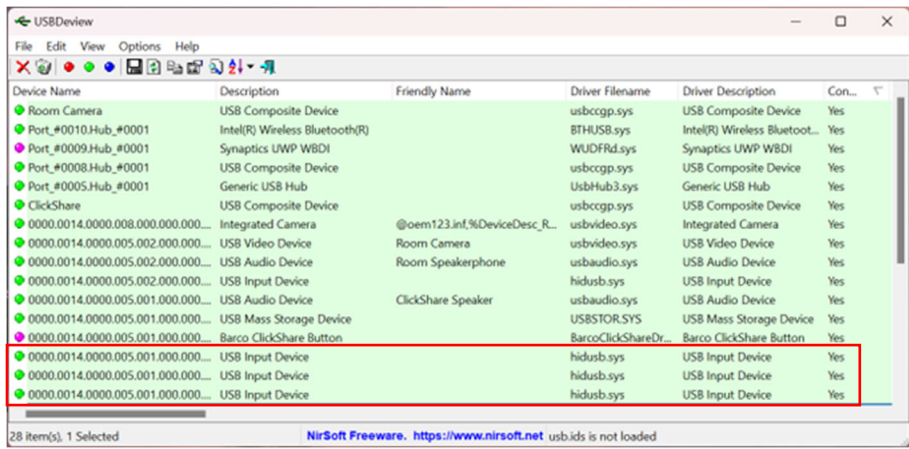 USBDeview
File Edit View Options Help
Device Name Description Friendly Name Driver Filename Driver Description Con...
Room Camera USB Composite Device usbccgp.sys USB Composite Device Yes
Port_#0010.Hub_#0001 Intel(R) Wireless Bluetooth(R) BTHUSB.sys Intel(R) Wireless Bluetoot... Yes
Port_#0009.Hub_#0001 Synaptics UWP WBDI WUDFRd.sys Synaptics UWP WBDI Yes
Port_#0008.Hub_#0001 USB Composite Device usbccgp.sys USB Composite Device Yes
Port_#0005.Hub_#0001 Generic USB Hub UsbHub3.sys Generic USB Hub Yes
ClickShare USB Composite Device usbccgp.sys USB Composite Device Yes
0000.0014.0000.008.000.000.000.... Integrated Camera @oem123.inf,%DeviceDesc_R... usbvideo.sys Integrated Camera Yes
0000.0014.0000.005.002.000.000.... USB Video Device Room Camera usbvideo.sys USB Video Device Yes
0000.0014.0000.005.002.000.000.... USB Audio Device Room Speakerphone usbaudio.sys USB Audio Device Yes
0000.0014.0000.005.002.000.000.... USB Input Device hidusb.sys USB Input Device Yes
0000.0014.0000.005.001.000.000.... USB Audio Device ClickShare Speaker usbaudio.sys USB Audio Device Yes
0000.0014.0000.005.001.000.000.... USB Mass Storage Device USBSTOR.SYS USB Mass Storage Device Yes
0000.0014.0000.005.001.000.000.... Barco ClickShare Button BarcoClickShareDr... Barco ClickShare Button Yes
0000.0014.0000.005.001.000.000.... USB Input Device hidusb.sys USB Input Device Yes
0000.0014.0000.005.001.000.000.... USB Input Device hidusb.sys USB Input Device Yes
0000.0014.0000.005.001.000.000.... USB Input Device hidusb.sys USB Input Device Yes
28 item(s), 1 Selected NirSoft Freeware. https://www.nirsoft.net usb.ids is not loaded